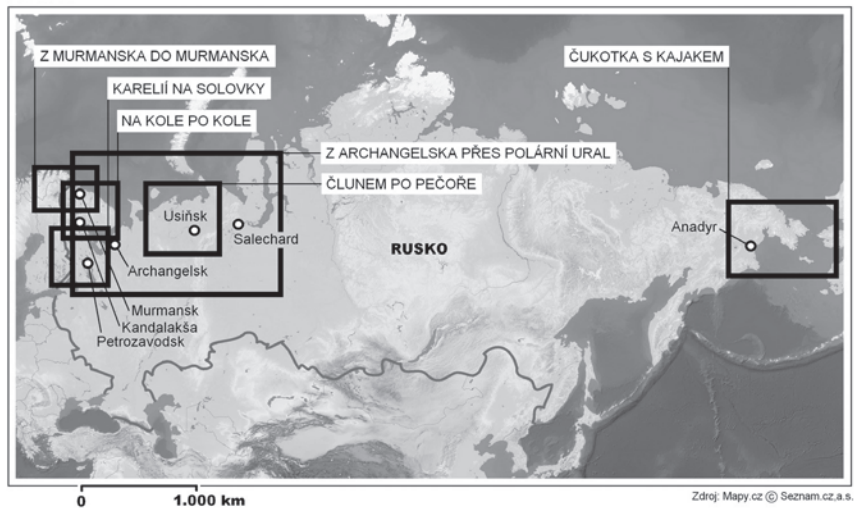 Z MURMANSKA DO MURMANSKA
ČUKOTKA S KAJAKEM
KARELIÍ NA SOLOVKY
NA KOLE PO KOLE
Z ARCHANGELSKA PŘES POLÁRNÍ URAL
ČLUNEM PO PEČOŘE
Usiňsk
Salechard
RUSKO
Anadyr
Archangelsk
Murmansk
Kandalakša
Petrozavodsk
0 1.000 km
Zdroj: Mapy.cz © Seznam.cz,a.s.